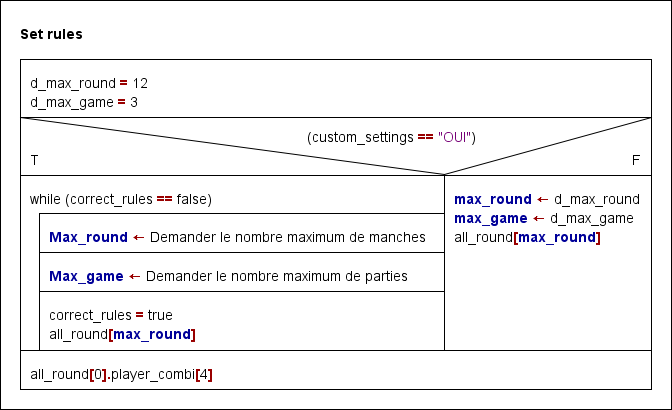 Set rules
d_max_round = 12
d_max_game = 3
(custom_settings == "OUI")
T
F
while (correct_rules == false)
Max_round ← Demander le nombre maximum de manches
Max_game ← Demander le nombre maximum de parties
correct_rules = true
all_round[max_round]
max_round ← d_max_round
max_game ← d_max_game
all_round[max_round]
all_round[0].player_combi[4]